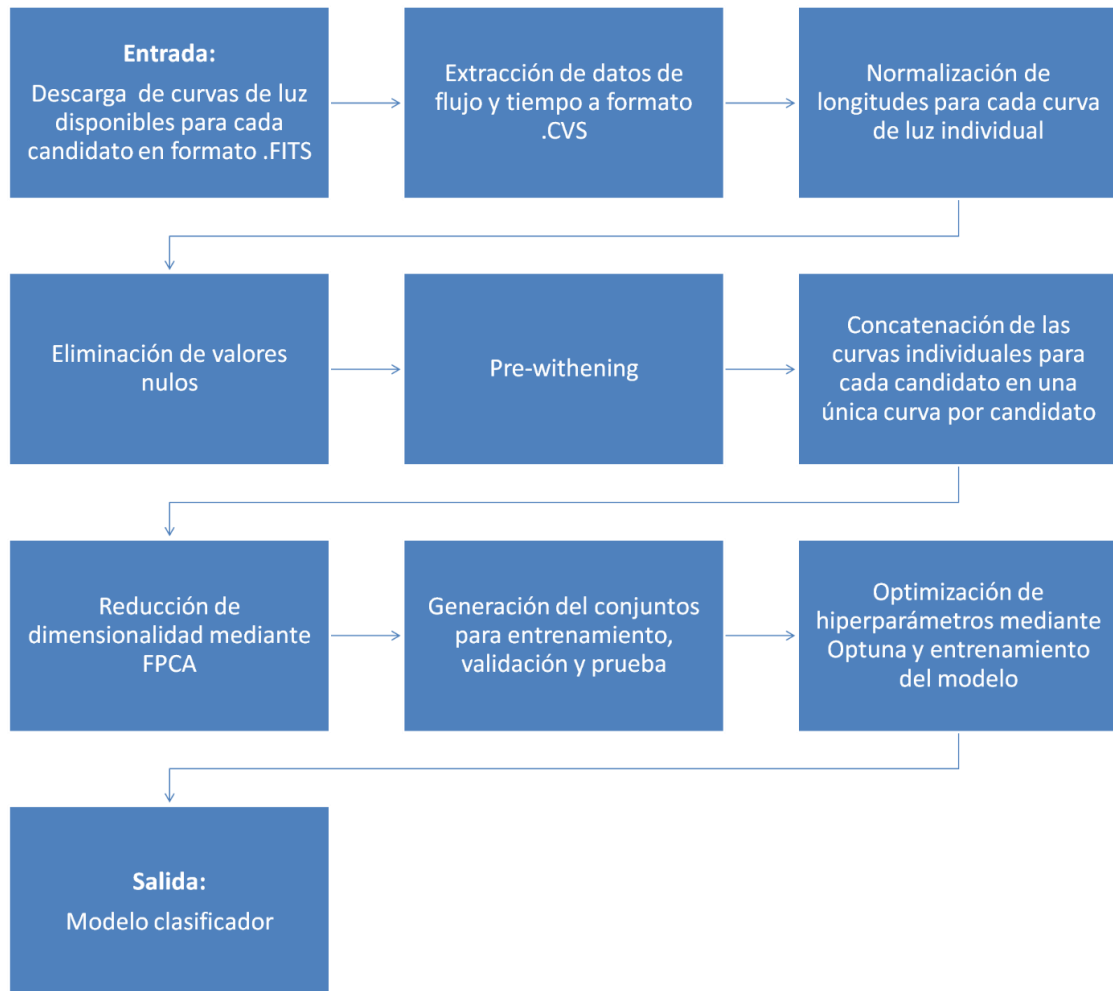 Entrada:
Descarga de curvas de luz
disponibles para cada
candidato en formato .FITS
Extracción de datos de
flujo y tiempo a formato
.CVS
Normalización de
longitudes para cada curva
de luz individual
Eliminación de valores
nulos
Pre-withening
Concatenación de las
curvas individuales para
cada candidato en una
única curva por candidato
Reducción de
dimensionalidad mediante
FPCA
Generación del conjuntos
para entrenamiento,
validación y prueba
Optimización de
hiperparámetros mediante
Optuna y entrenamiento
del modelo
Salida:
Modelo clasificador